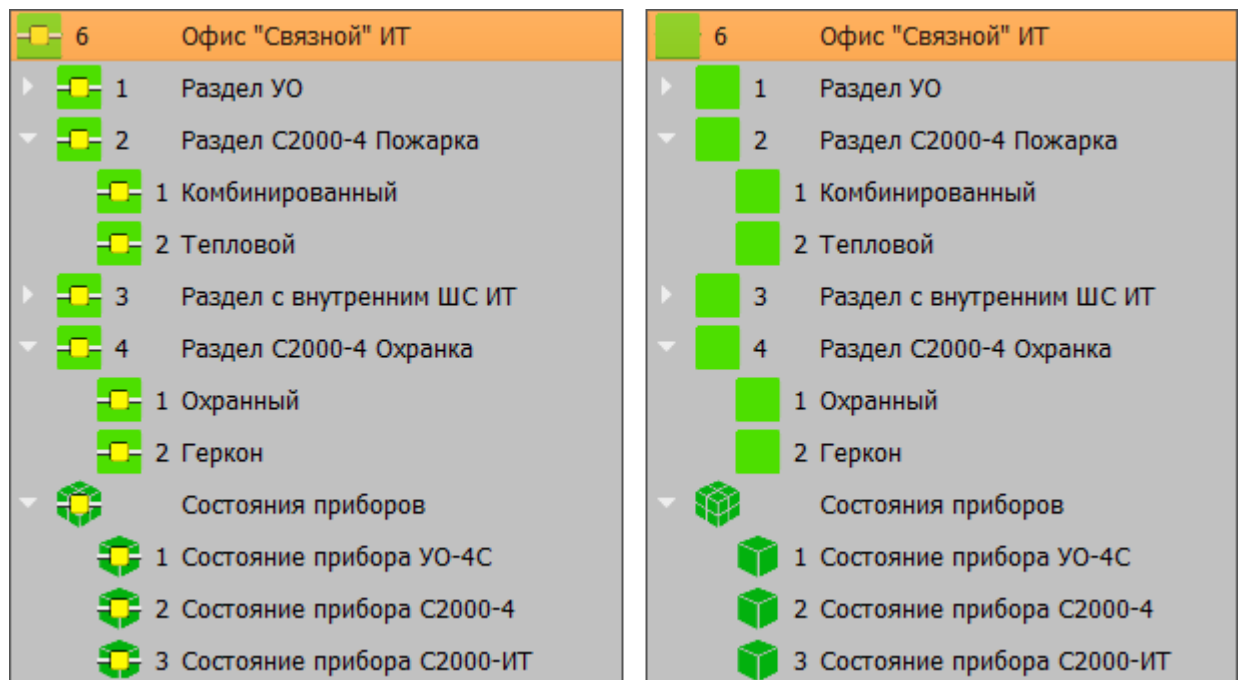 6 Офис "Связной" ИТ
1 Раздел УО
2 Раздел С2000-4 Пожарка
1 Комбинированный
2 Тепловой
3 Раздел с внутренним ШС ИТ
4 Раздел С2000-4 Охранка
1 Охранный
2 Геркон
Состояния приборов
1 Состояние прибора УО-4С
2 Состояние прибора С2000-4
3 Состояние прибора С2000-ИТ
6 Офис "Связной" ИТ
1 Раздел УО
2 Раздел С2000-4 Пожарка
1 Комбинированный
2 Тепловой
3 Раздел с внутренним ШС ИТ
4 Раздел С2000-4 Охранка
1 Охранный
2 Геркон
Состояния приборов
1 Состояние прибора УО-4С
2 Состояние прибора С2000-4
3 Состояние прибора С2000-ИТ